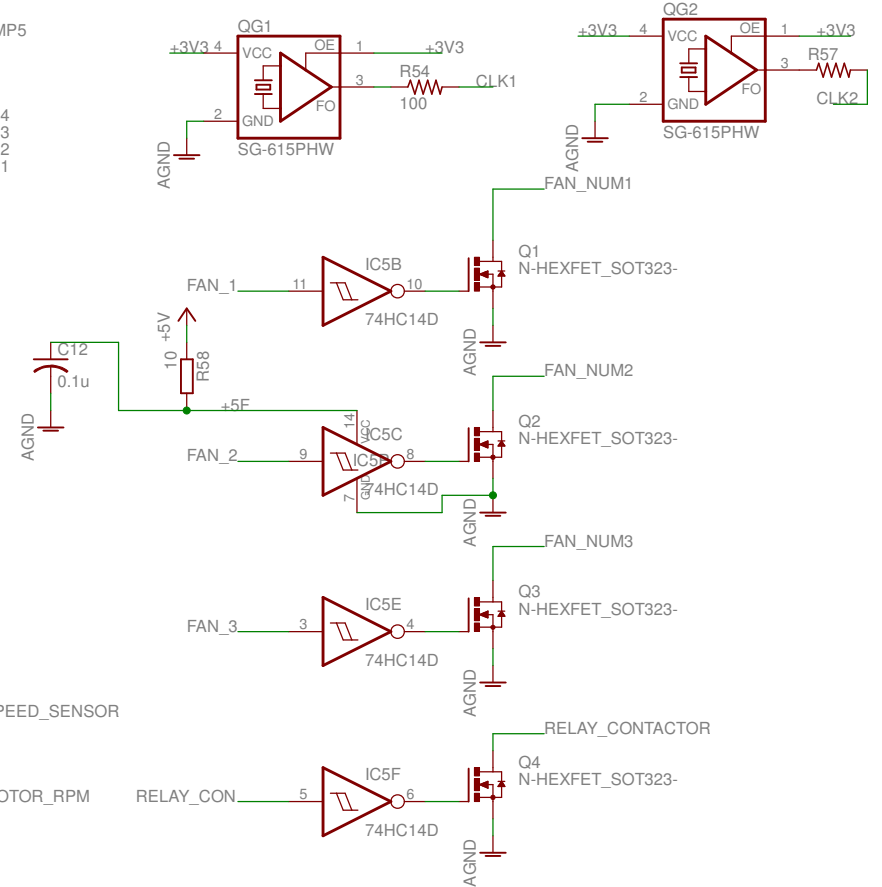 MP5
4
3
2
1
QG1
+3V3
4
VCC
OE
1
+3V3
3
R54
CLK1
FO
100
2
GND
AGND
SG-615PHW
QG2
+3V3
4
VCC
OE
1
+3V3
3
R57
FO
CLK2
2
GND
AGND
SG-615PHW
FAN_NUM1
IC5B
Q1
N-HEXFET_SOT323-
FAN_1
11
10
74HC14D
AGND
+5V
10
R58
C12
0.1u
AGND
+5F
FAN_NUM2
14
VCC
IC5C
Q2
N-HEXFET_SOT323-
FAN_2
9
8
74HC14D
7
GND
AGND
FAN_NUM3
IC5E
Q3
N-HEXFET_SOT323-
FAN_3
3
4
74HC14D
AGND
PEED_SENSOR
RELAY_CONTACTOR
IC5F
Q4
N-HEXFET_SOT323-
OTOR_RPM
RELAY_CON
5
6
74HC14D
AGND